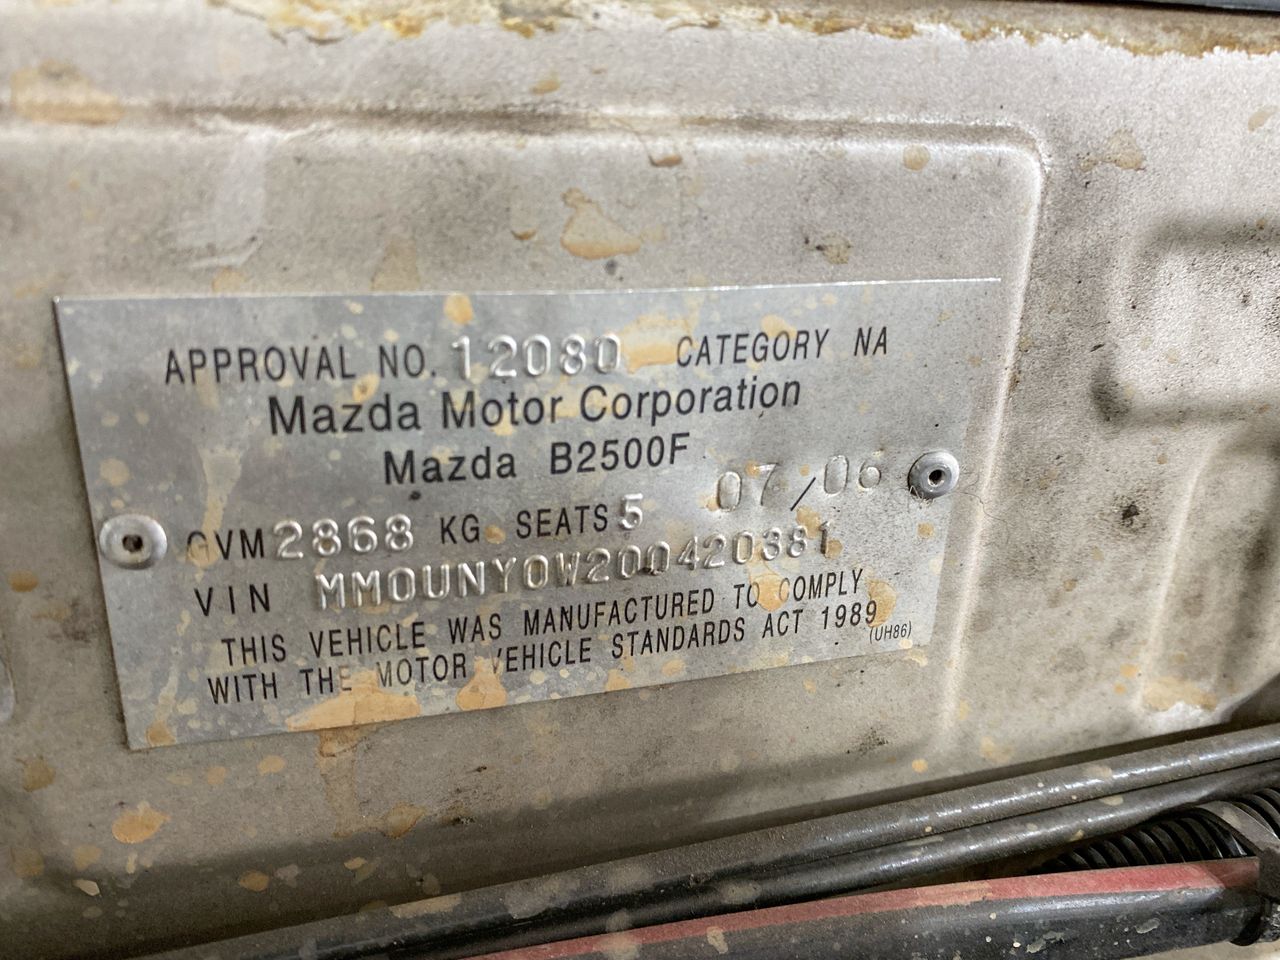 APPROVAL NO. 12080 CATEGORY NA
Mazda Motor Corporation
Mazda B2500F
07/06
GVM 2868 KG SEATS 5
VIN MM0UNY0W200420381
THIS VEHICLE WAS MANUFACTURED TO COMPLY
WITH THE MOTOR VEHICLE STANDARDS ACT 1989
(UH86)